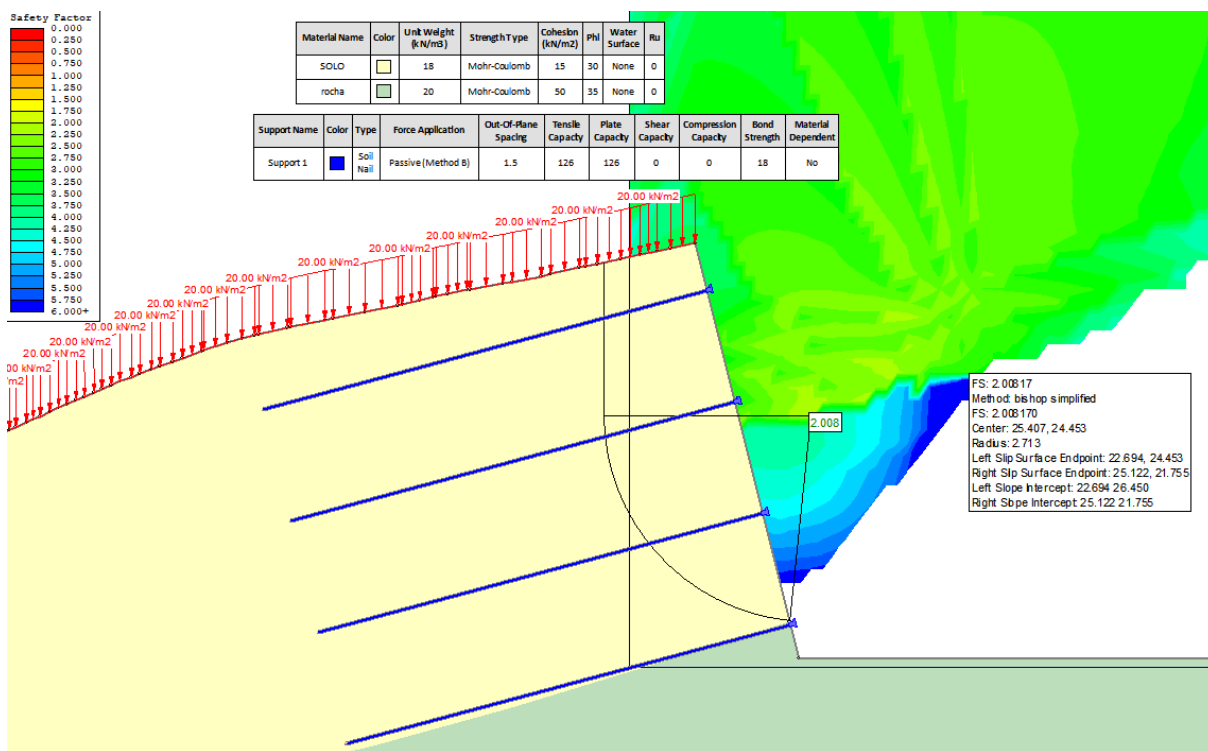 Safety Factor
0.000
0.250
0.500
0.750
1.000
1.250
1.500
1.750
2.000
2.250
2.500
2.750
3.000
3.250
3.500
3.750
4.000
4.250
4.500
4.750
5.000
5.250
5.500
5.750
6.000+
Material Name Color Unit Weight (kN/m3) Strength Type Cohesion (kN/m2) Phi Water Surface Ru
SOLO 18 Mohr-Coulomb 15 30 None 0
rocha 20 Mohr-Coulomb 50 35 None 0
Support Name Color Type Force Application Out-Of-Plane Spacing Tensile Capacity Plate Capacity Shear Capacity Compression Capacity Bond Strength Material Dependent
Support 1 Soil Nail Passive (Method B) 1.5 126 126 0 0 18 No
20.00 kN/m2
20.00 kN/m2
20.00 kN/m2
20.00 kN/m2
20.00 kN/m2
20.00 kN/m2
20.00 kN/m2
20.00 kN/m2
20.00 kN/m2
20.00 kN/m2
20.00 kN/m2
/m2
2.008
FS: 2.00817
Method: bishop simplified
FS: 2.008170
Center: 25.407, 24.453
Radius: 2.713
Left Slip Surface Endpoint: 22.694, 24.453
Right Slip Surface Endpoint: 25.122, 21.755
Left Slope Intercept: 22.694 26.450
Right Slope Intercept: 25.122 21.755